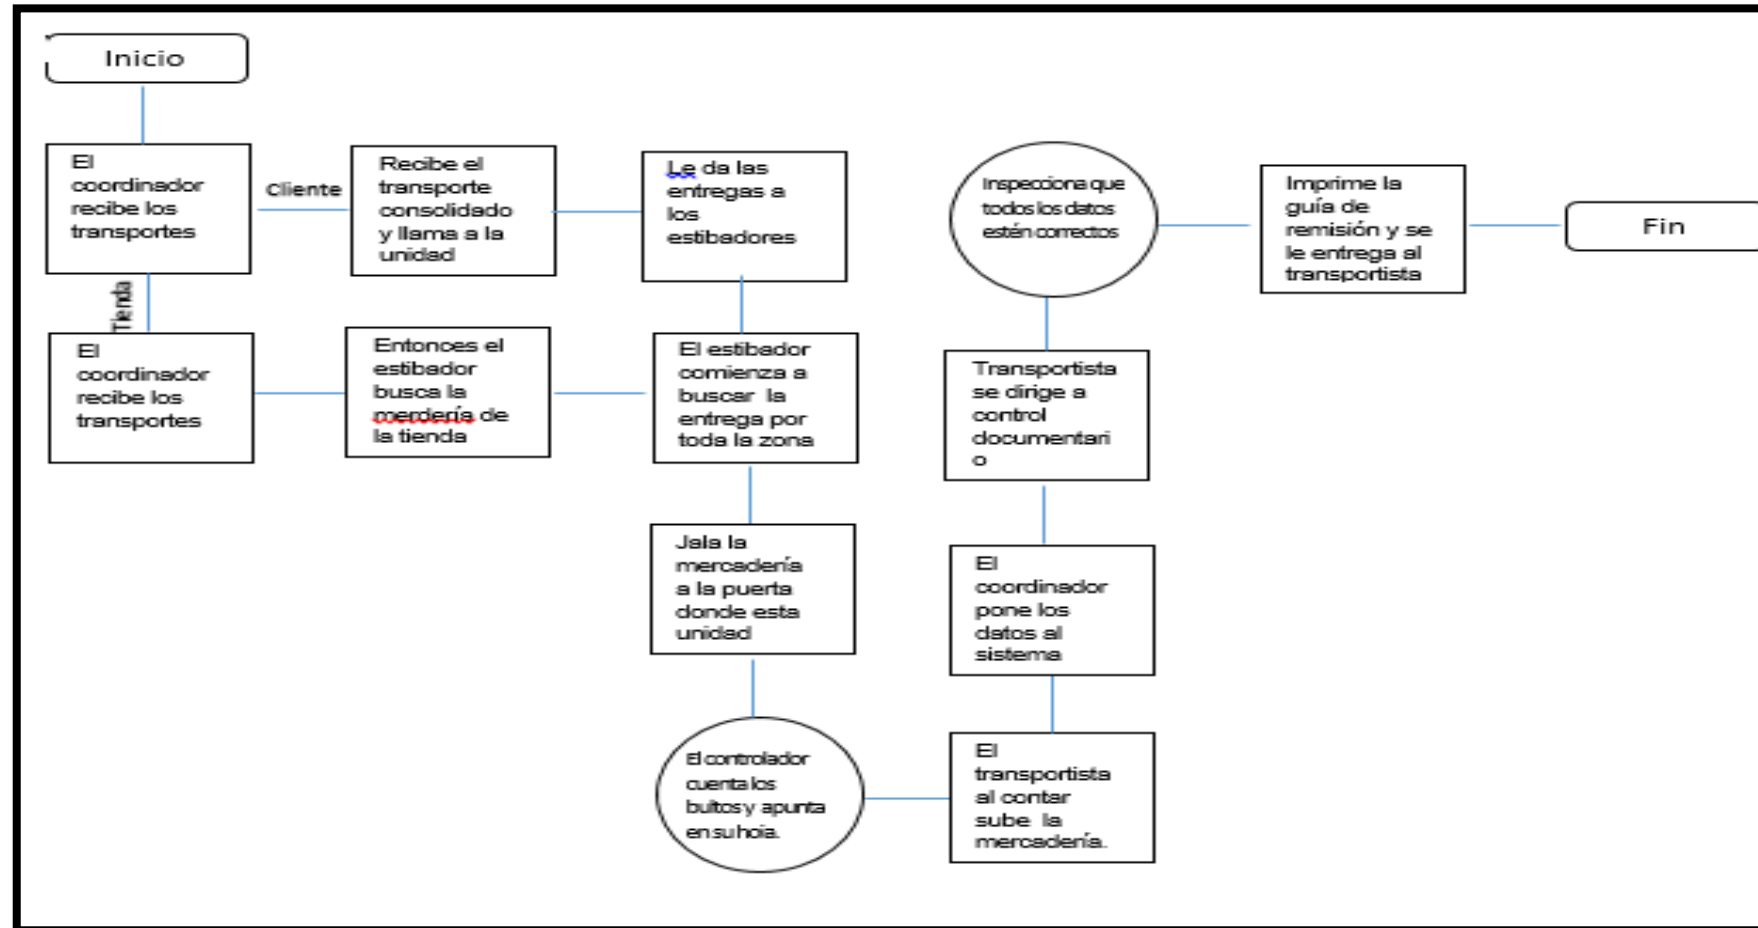 Inicio
El
coordinador
recibe los
transportes
Cliente
Recibe el
transporte
consolidado
y llama a la
unidad
Le da las
entregas a
los
estibadores
Tienda
El
coordinador
recibe los
transportes
Entonces el
estibador
busca la
merdería de
la tienda
El estibador
comienza a
buscar la
entrega por
toda la zona
Jala la
mercadería
a la puerta
donde esta
unidad
El controlador
cuenta los
bultos y apunta
en su hoja.
El
transportista
al contar
sube la
mercadería.
El
coordinador
pone los
datos al
sistema
Transportista
se dirige a
control
documentari
o
Inspecciona que
todos los datos
estén correctos
Imprime la
guía de
remisión y se
le entrega al
transportista
Fin